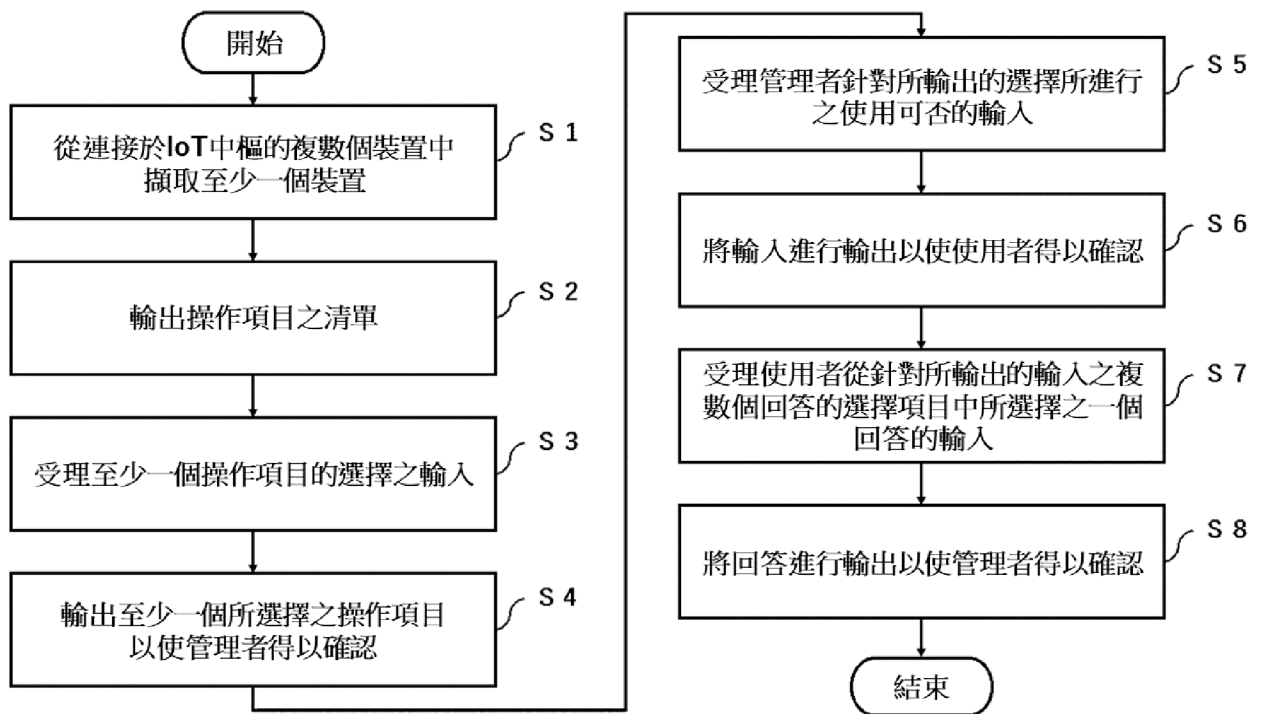 開始
從連接於IoT中樞的複數個裝置中
擷取至少一個裝置
S 1
輸出操作項目之清單
S 2
受理至少一個操作項目的選擇之輸入
S 3
輸出至少一個所選擇之操作項目
以使管理者得以確認
S 4
受理管理者針對所輸出的選擇所進行
之使用可否的輸入
S 5
將輸入進行輸出以使使用者得以確認
S 6
受理使用者從針對所輸出的輸入之複
數個回答的選擇項目中所選擇之一個
回答的輸入
S 7
將回答進行輸出以使管理者得以確認
S 8
結束